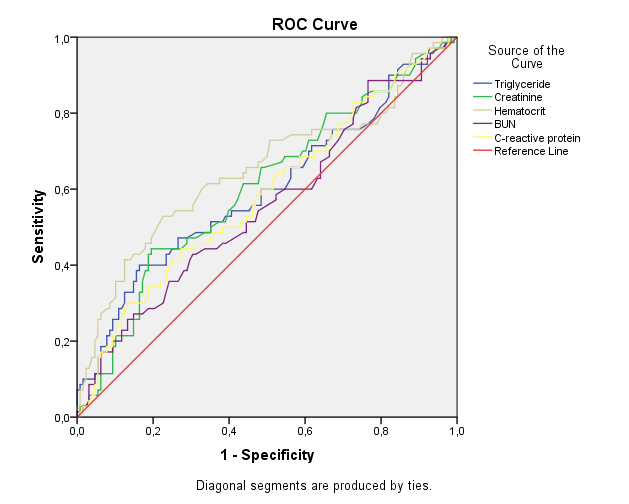 ROC Curve
Source of the
Curve
Triglyceride
Creatinine
Hematocrit
BUN
C-reactive protein
Reference Line
Sensitivity
1,0
0,8
0,6
0,4
0,2
0,0
0,0 0,2 0,4 0,6 0,8 1,0
1 - Specificity
Diagonal segments are produced by ties.